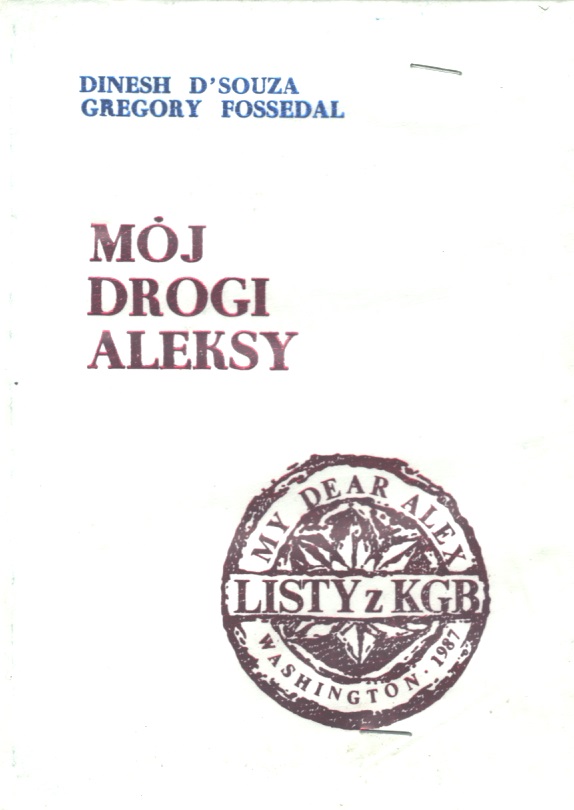 DINESH D'SOUZA
GREGORY FOSSEDAL
MÓJ
DROGI
ALEKSY
MY DEAR ALEX
LISTY z KGB
WASHINGTON · 1987